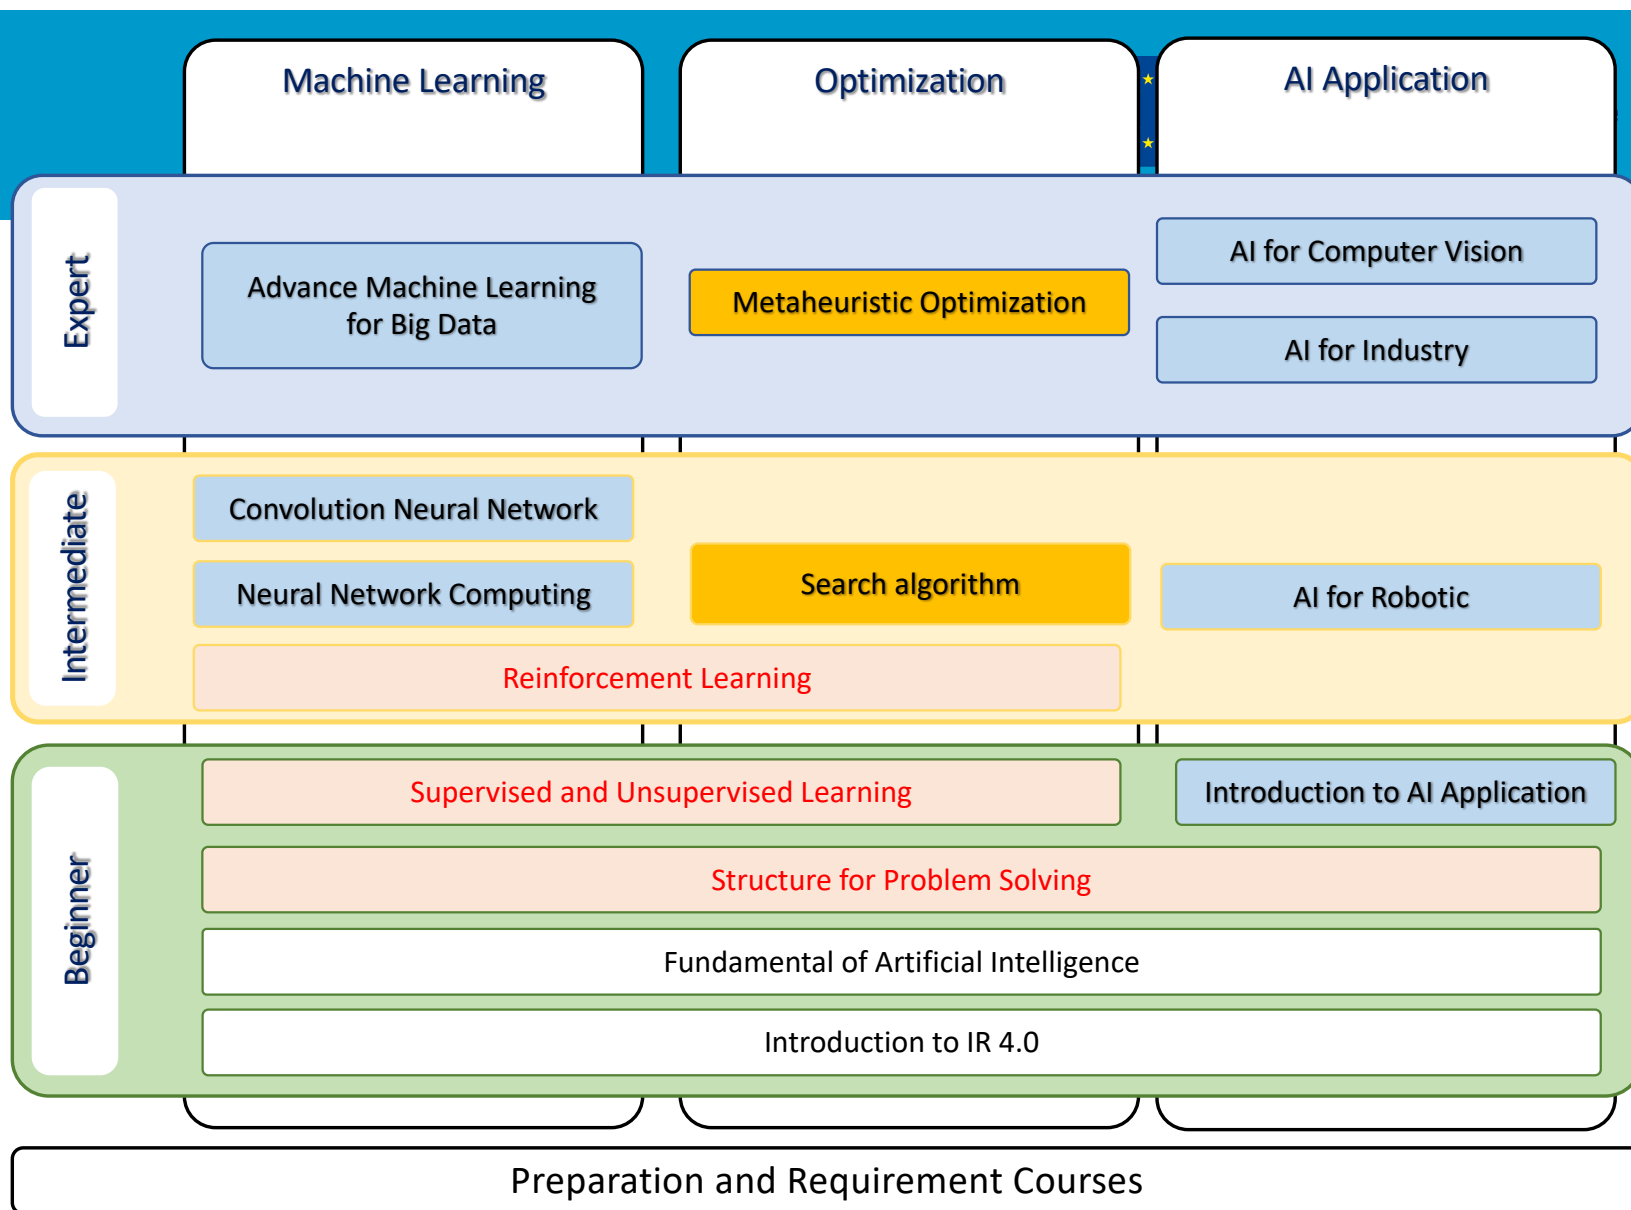 Machine Learning
Optimization
AI Application
Expert
Advance Machine Learning
for Big Data
Metaheuristic Optimization
AI for Computer Vision
AI for Industry
Intermediate
Convolution Neural Network
Neural Network Computing
Search algorithm
AI for Robotic
Reinforcement Learning
Beginner
Supervised and Unsupervised Learning
Introduction to AI Application
Structure for Problem Solving
Fundamental of Artificial Intelligence
Introduction to IR 4.0
Preparation and Requirement Courses